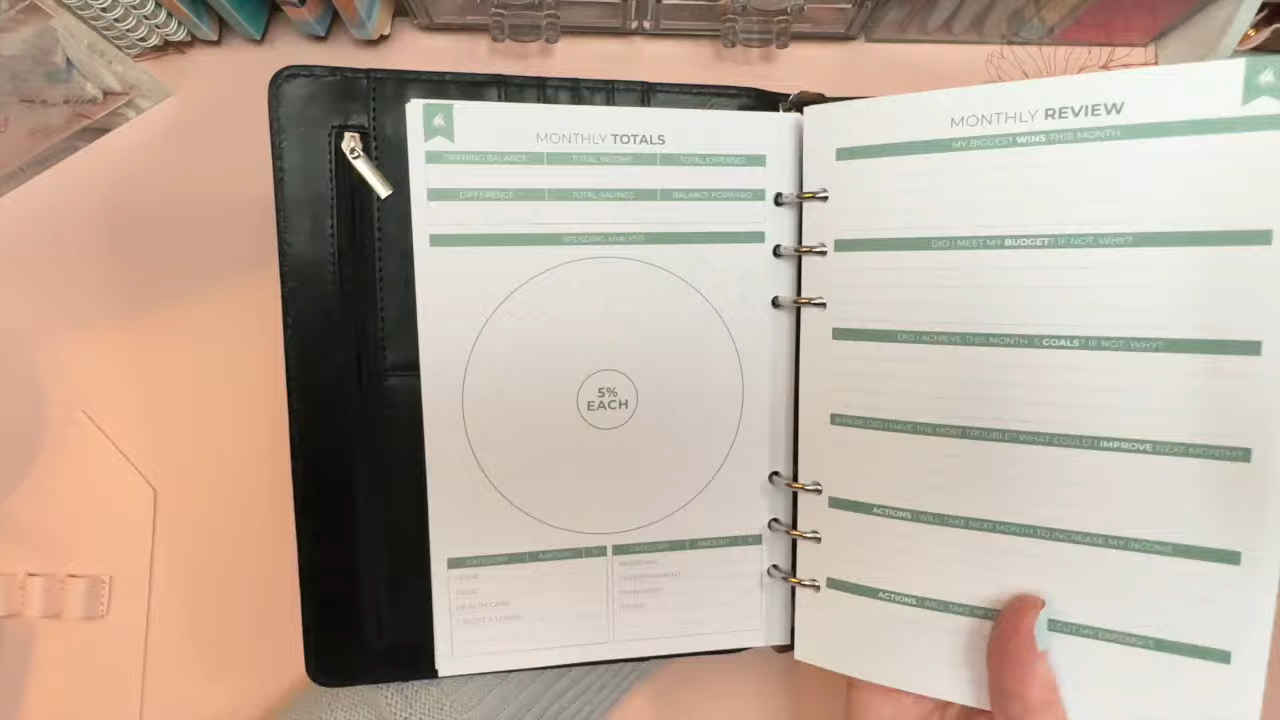 MONTHLY TOTALS
OPENING BALANCE TOTAL INCOME TOTAL EXPENSES
DIFFERENCE TOTAL SAVINGS BALANCE FORWARD
SPENDING ANALYSIS
5%
EACH
CATEGORY AMOUNT %
HOME
HEALTH CARE
CATEGORY AMOUNT %
PERSONAL
ENTERTAINMENT
MONTHLY REVIEW
MY BIGGEST WINS THIS MONTH
DID I MEET MY BUDGET? IF NOT, WHY?
DID I ACHIEVE THIS MONTH'S GOALS? IF NOT, WHY?
WHERE DID I HAVE THE MOST TROUBLE? WHAT COULD I IMPROVE NEXT MONTH?
ACTIONS I WILL TAKE NEXT MONTH TO INCREASE MY INCOME
ACTIONS I WILL TAKE CUT MY EXPENSES